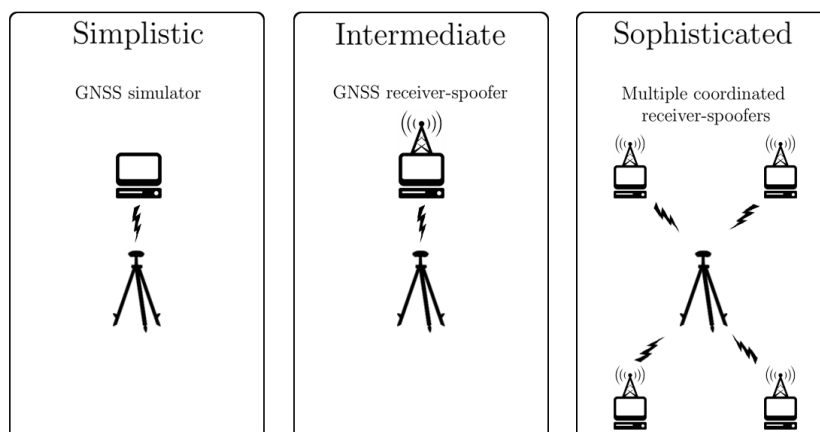 Simplistic
GNSS simulator
Intermediate
GNSS receiver-spoofer
Sophisticated
Multiple coordinated
receiver-spoofers